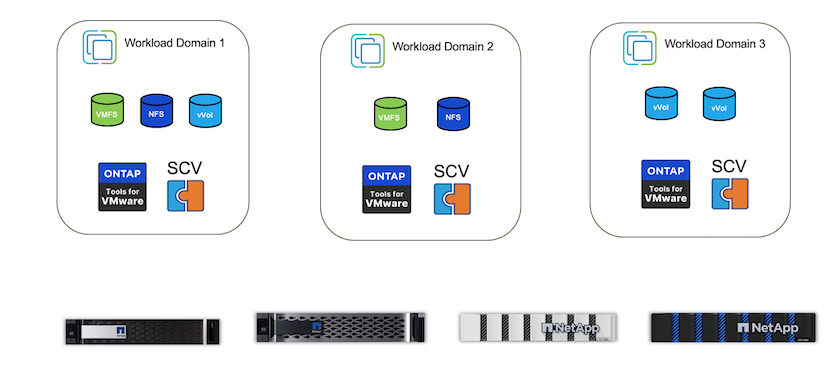 Workload Domain 1
VMFS
NFS
vVol
ONTAP
Tools for
VMware
SCV
Workload Domain 2
VMFS
NFS
ONTAP
Tools for
VMware
SCV
Workload Domain 3
vVol
vVol
ONTAP
Tools for
VMware
SCV
NetApp
NetApp